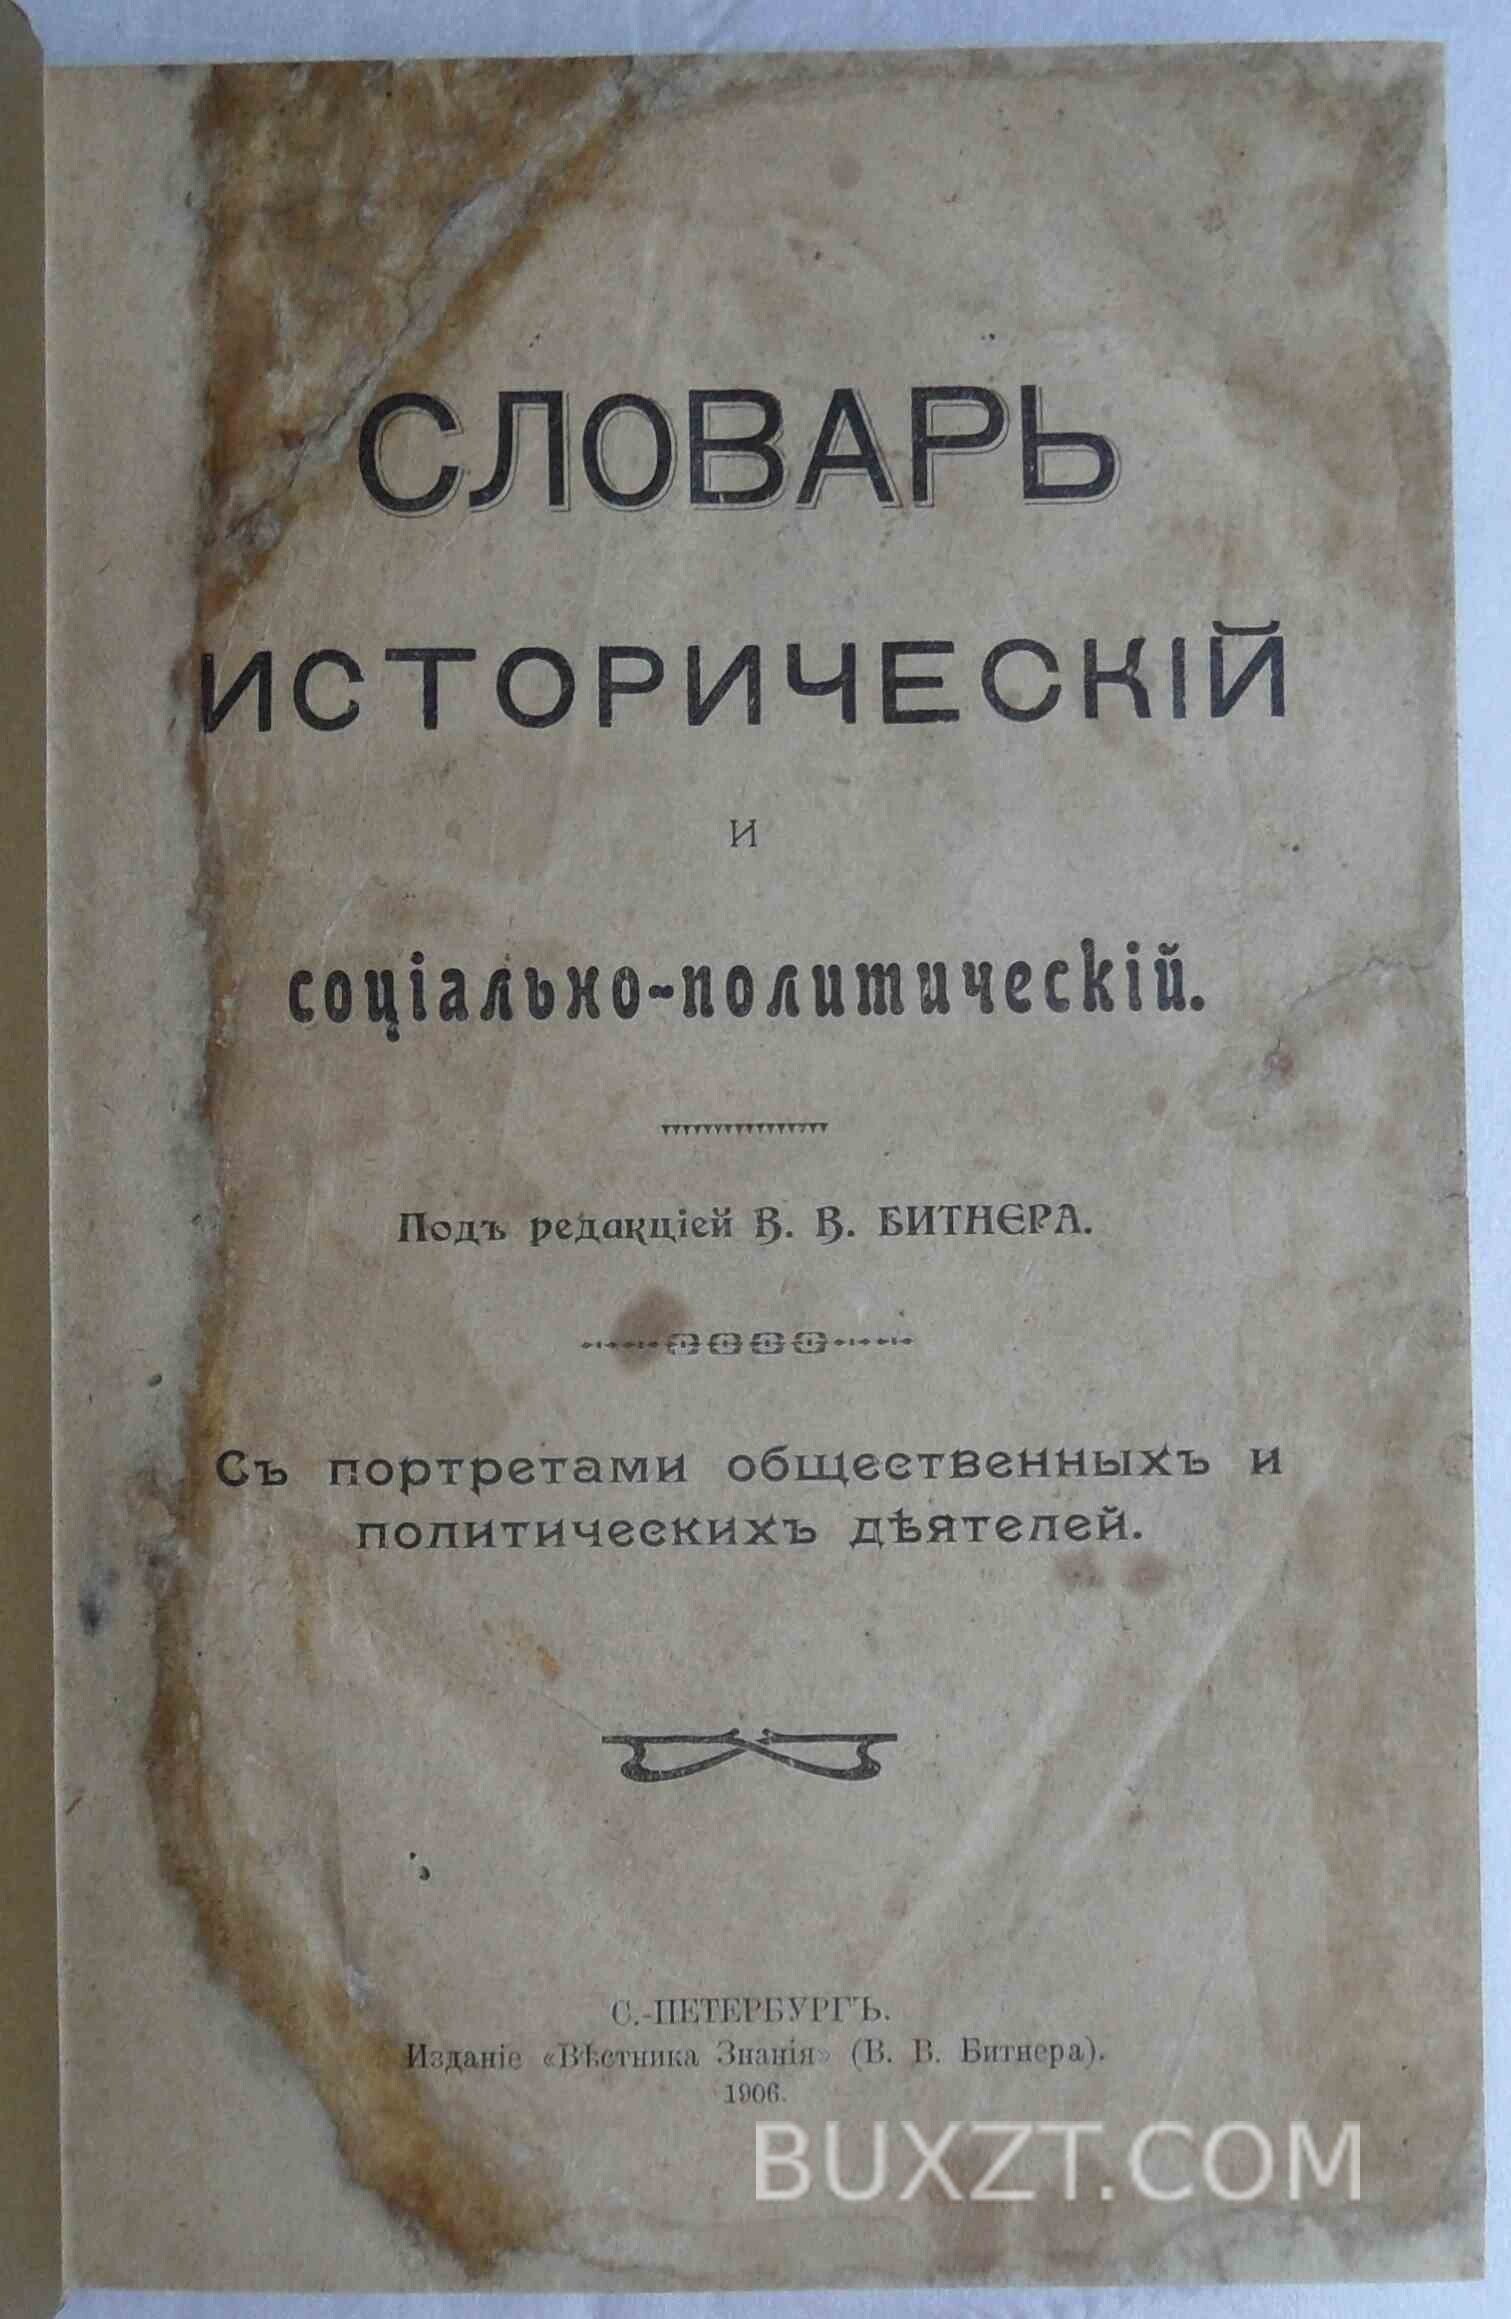 СЛОВАРЬ
ИСТОРИЧЕСКІЙ
И
соціально-политическій.
Подъ редакціей В. В. БИТНЕРА.
Съ портретами общественныхъ и
политическихъ дѣятелей.
С.-ПЕТЕРБУРГЪ.
Изданіе «Вѣстника Знанія» (В. В. Битнера).
1906.
BUXZT.COM